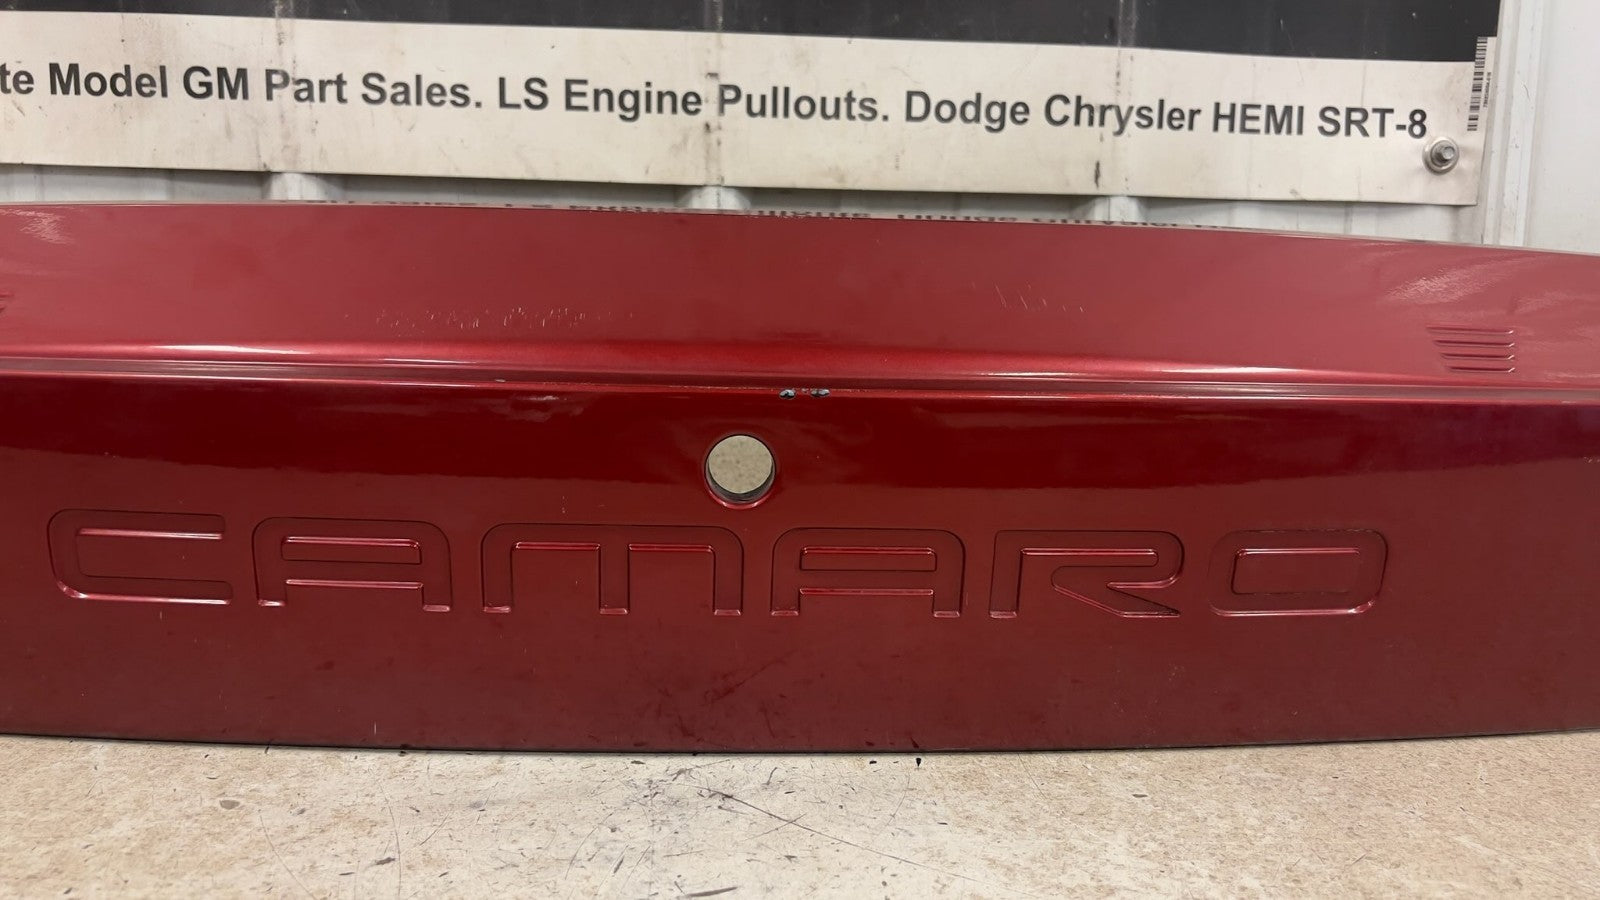 te Model GM Part Sales. LS Engine Pullouts. Dodge Chrysler HEMI SRT-8
CAMARO